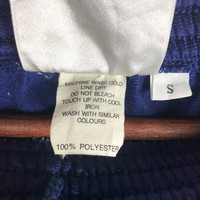 MACHINE WASH COLD
LINE DRY
DO NOT BLEACH
TOUCH UP WITH COOL
IRON
WASH WITH SIMILAR
COLOURS
100% POLYESTER
S